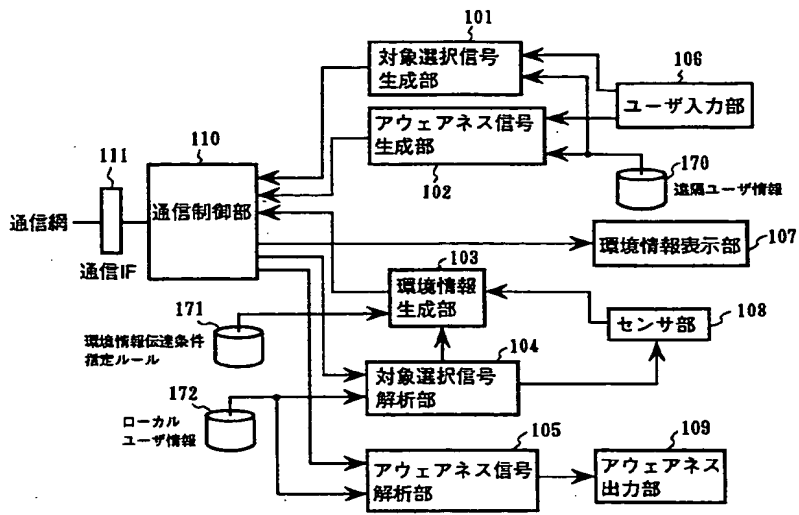 101
対象選択信号
生成部
106
ユーザ入力部
アウェアネス信号
生成部
102
170
遠隔ユーザ情報
110
111
通信制御部
通信網
通信IF
107
環境情報表示部
103
環境情報
生成部
171
環境情報伝達条件
指定ルール
108
センサ部
104
対象選択信号
解析部
172
ローカル
ユーザ情報
105
アウェアネス信号
解析部
109
アウェアネス
出力部